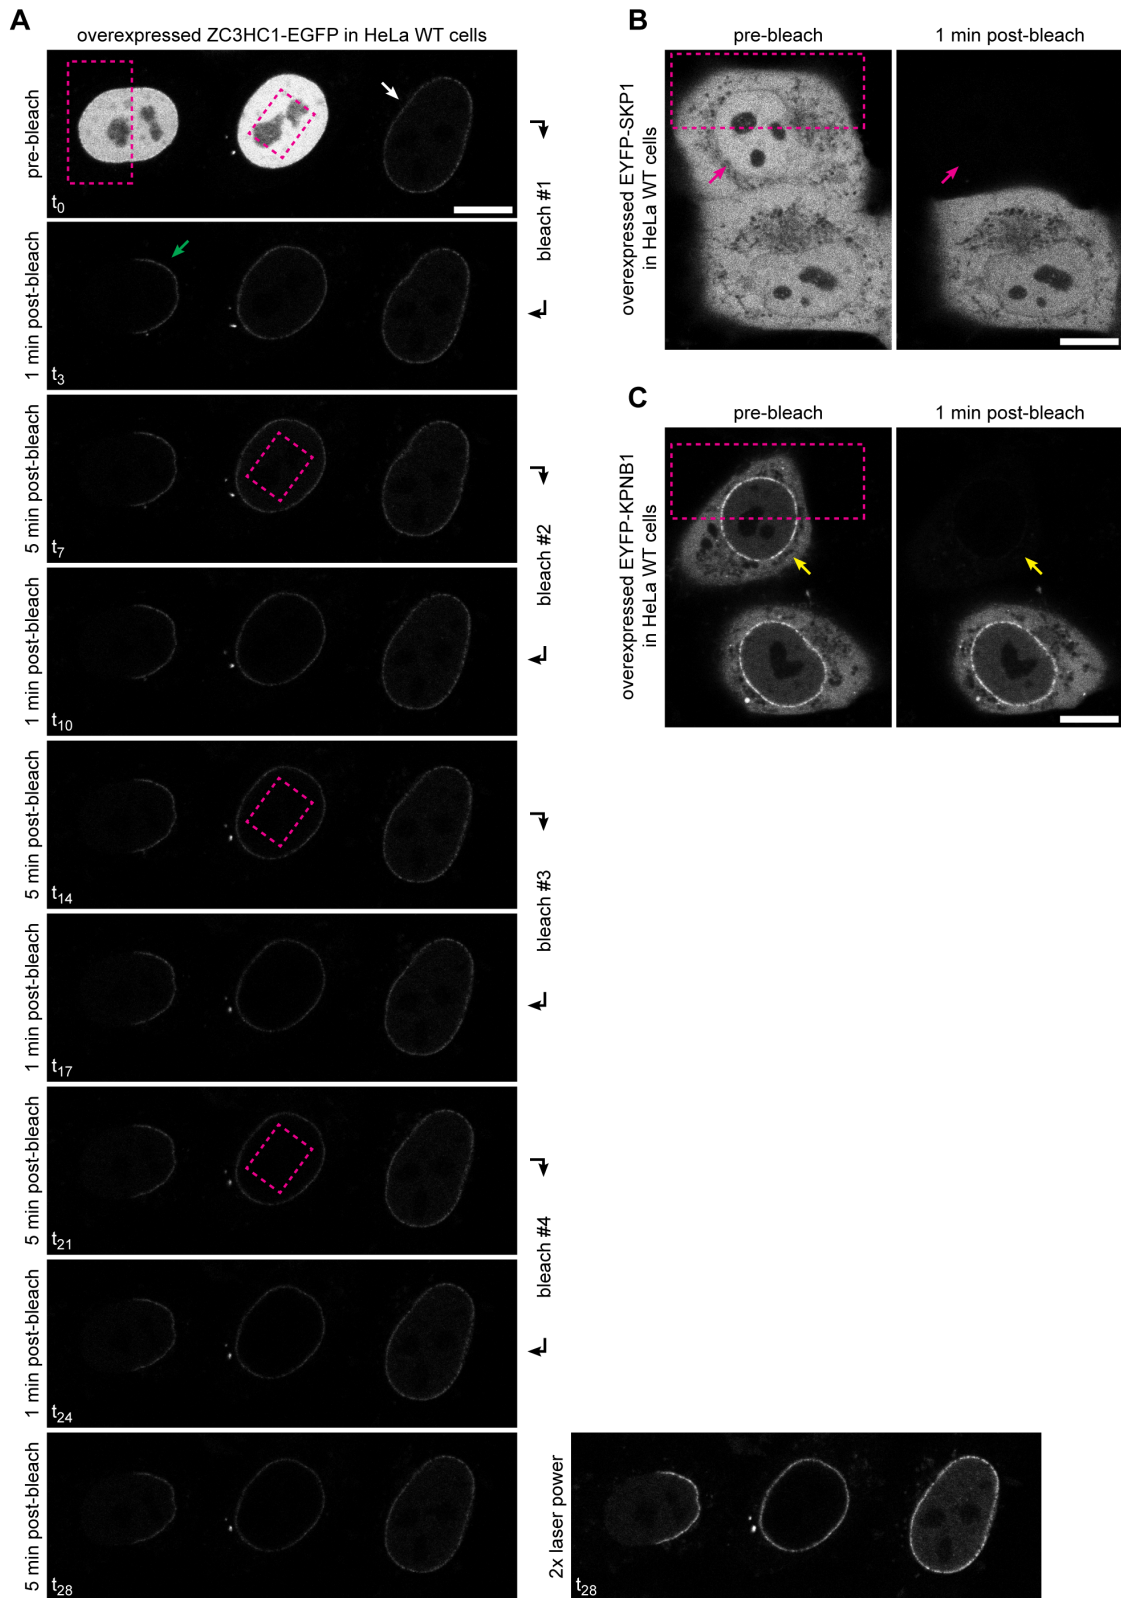 A
overexpressed ZC3HC1-EGFP in HeLa WT cells
pre-bleach
t0
bleach #1
1 min post-bleach
t3
5 min post-bleach
t7
bleach #2
1 min post-bleach
t10
5 min post-bleach
t14
bleach #3
1 min post-bleach
t17
5 min post-bleach
t21
bleach #4
1 min post-bleach
t24
5 min post-bleach
t28
2x laser power
t28
B
pre-bleach
1 min post-bleach
overexpressed EYFP-SKP1
in HeLa WT cells
C
pre-bleach
1 min post-bleach
overexpressed EYFP-KPNB1
in HeLa WT cells